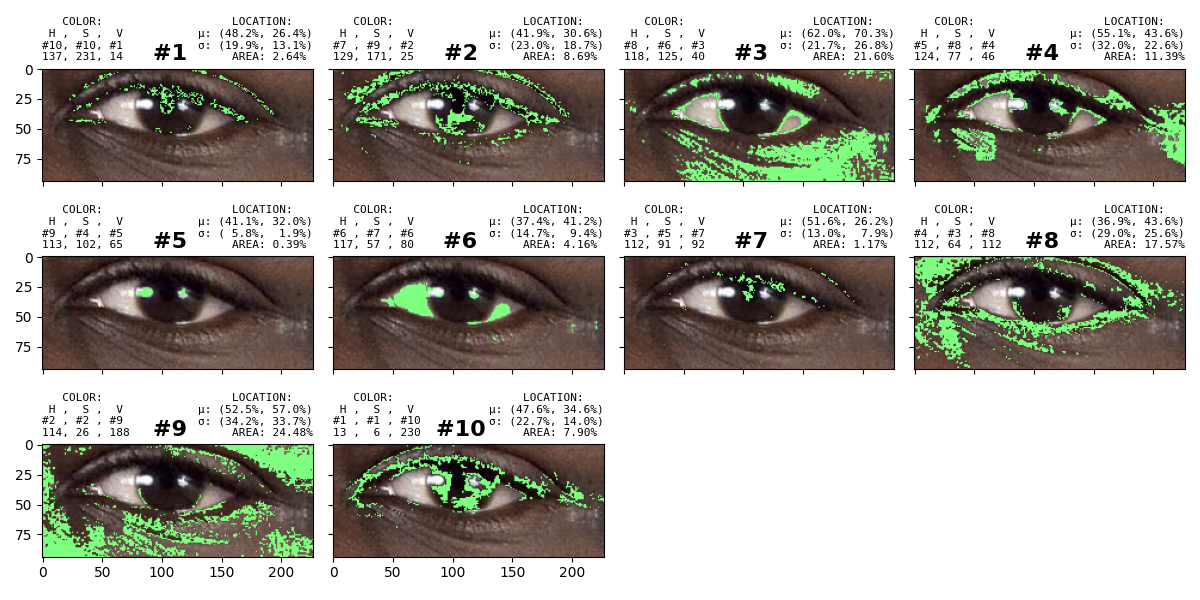 COLOR: LOCATION: COLOR: LOCATION: COLOR: LOCATION: COLOR: LOCATION:
H , S , V μ: (48.2%, 26.4%) H , S , V μ: (41.9%, 30.6%) H , S , V μ: (62.0%, 70.3%) H , S , V μ: (55.1%, 43.6%)
#10, #10, #1 #1 σ: (19.9%, 13.1%) #7 , #9 , #2 #2 σ: (23.0%, 18.7%) #8 , #6 , #3 #3 σ: (21.7%, 26.8%) #5 , #8 , #4 #4 σ: (32.0%, 22.6%)
137, 231, 14 AREA: 2.64% 129, 171, 25 AREA: 8.69% 118, 125, 40 AREA: 21.60% 124, 77 , 46 AREA: 11.39%
0
25
50
75
COLOR: LOCATION: COLOR: LOCATION: COLOR: LOCATION: COLOR: LOCATION:
H , S , V μ: (41.1%, 32.0%) H , S , V μ: (37.4%, 41.2%) H , S , V μ: (51.6%, 26.2%) H , S , V μ: (36.9%, 43.6%)
#9 , #4 , #5 #5 σ: ( 5.8%, 1.9%) #6 , #7 , #6 #6 σ: (14.7%, 9.4%) #3 , #5 , #7 #7 σ: (13.0%, 7.9%) #4 , #3 , #8 #8 σ: (29.0%, 25.6%)
113, 102, 65 AREA: 0.39% 117, 57 , 80 AREA: 4.16% 112, 91 , 92 AREA: 1.17% 112, 64 , 112 AREA: 17.57%
0
25
50
75
COLOR: LOCATION: COLOR: LOCATION:
H , S , V μ: (52.5%, 57.0%) H , S , V μ: (47.6%, 34.6%)
#2 , #2 , #9 #9 σ: (34.2%, 33.7%) #1 , #1 , #10 #10 σ: (22.7%, 14.0%)
114, 26 , 188 AREA: 24.48% 13 , 6 , 230 AREA: 7.90%
0
25
50
75
0 50 100 150 200 0 50 100 150 200